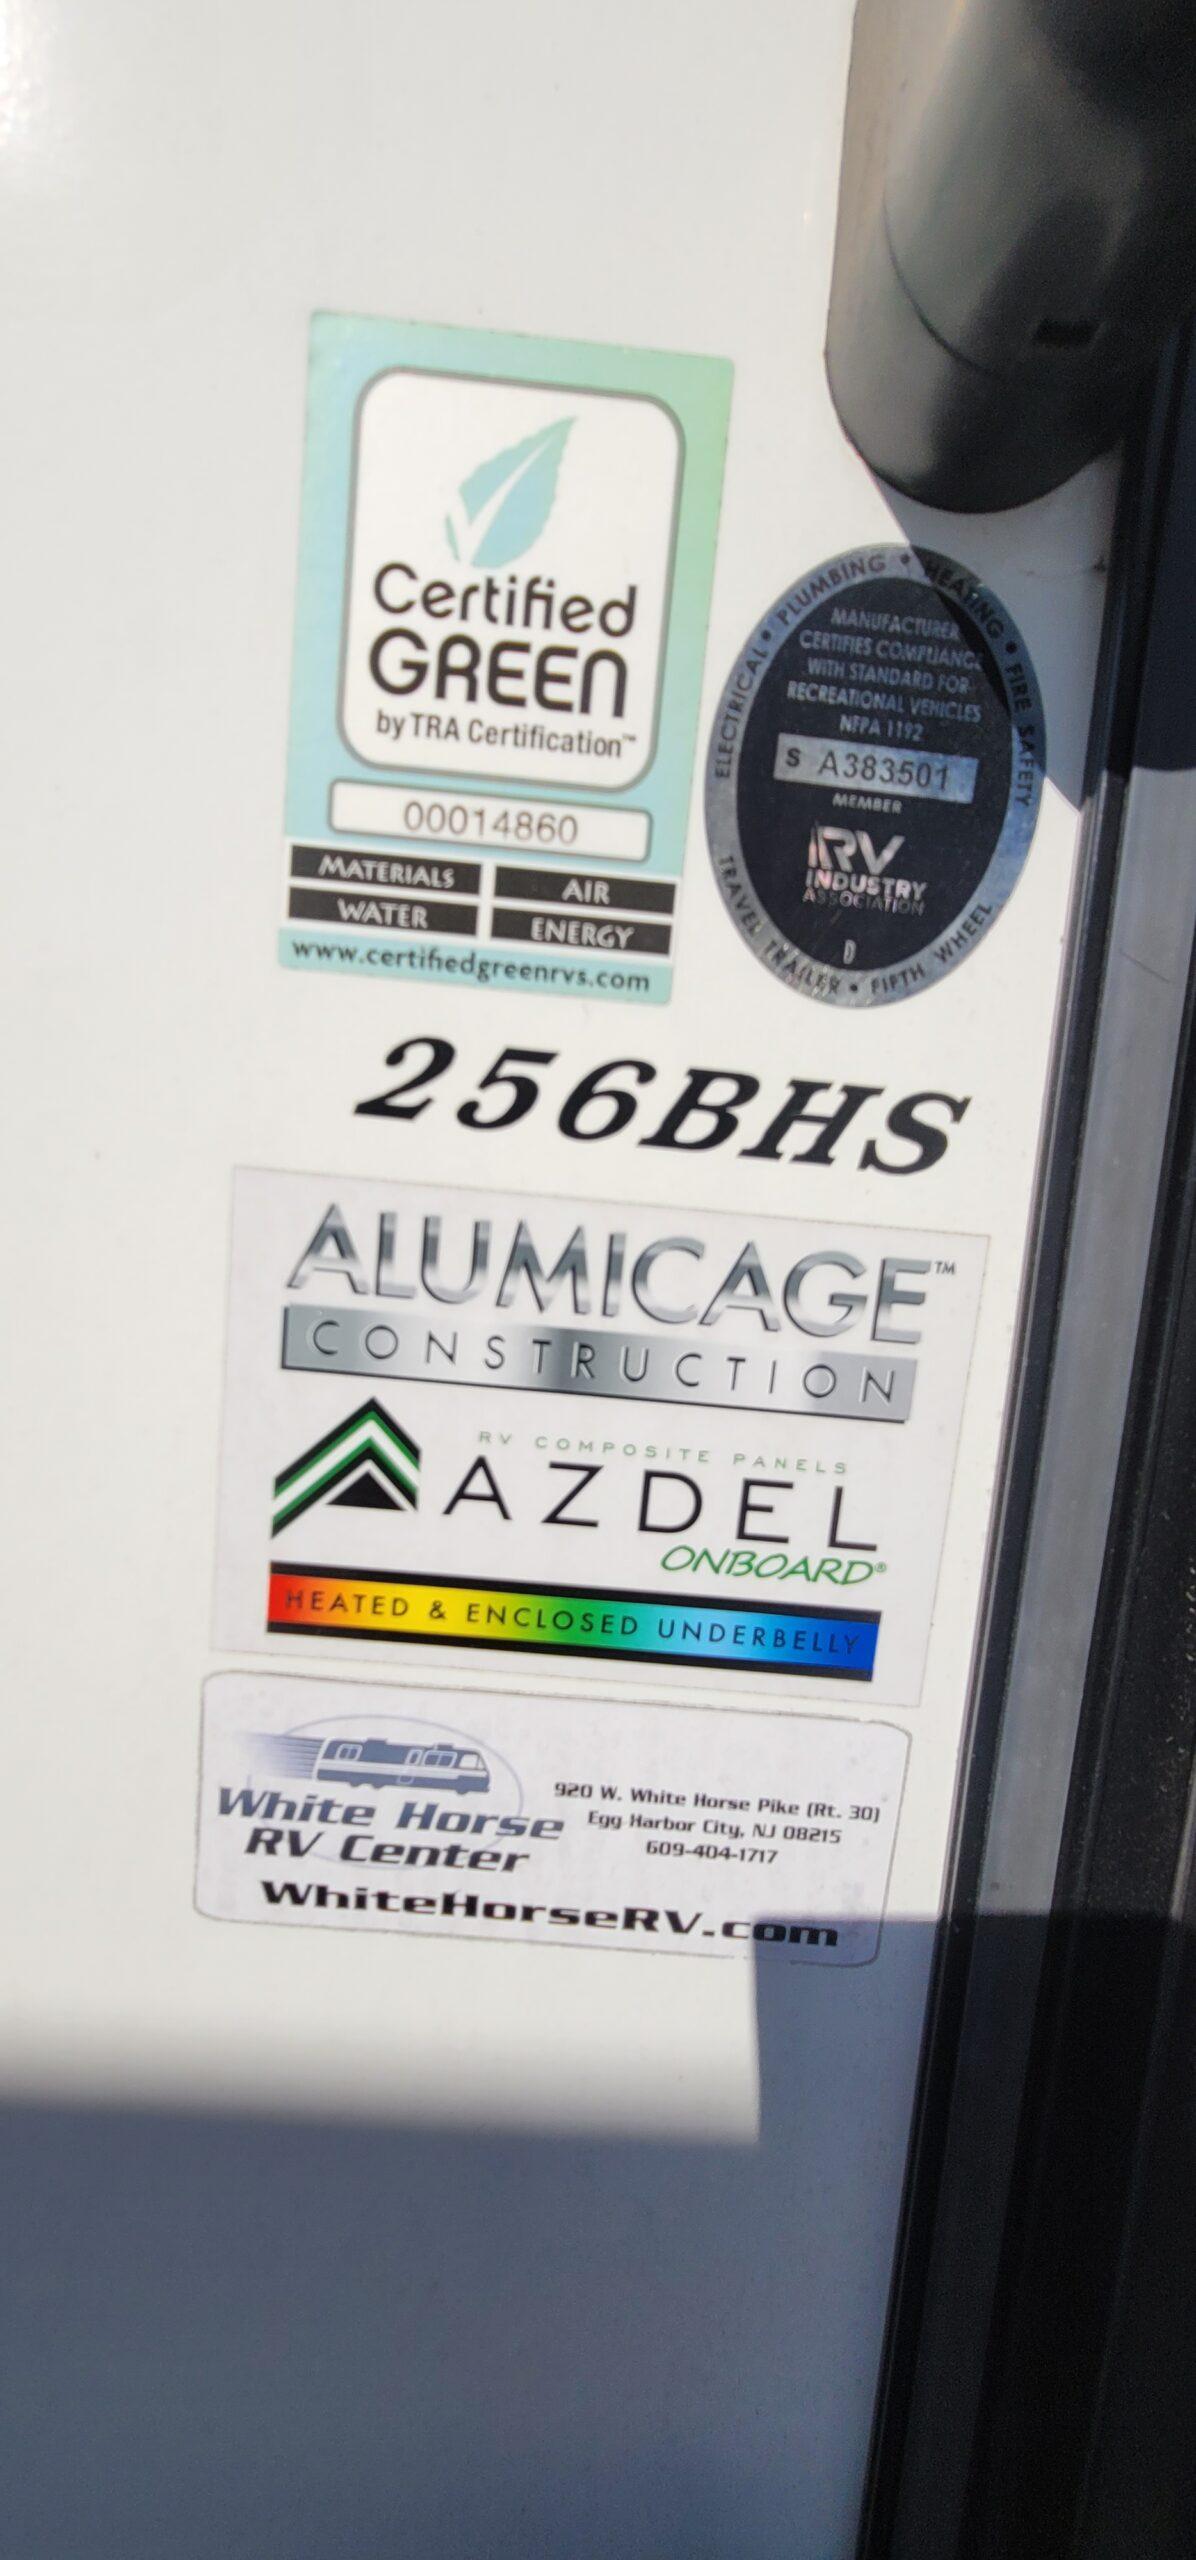 Certified
GREEN
by TRA Certification™
00014860
MATERIALS AIR
WATER ENERGY
www.certifiedgreenrvs.com
ELECTRICAL • PLUMBING • HEATING • FIRE SAFETY
MANUFACTURER
CERTIFIES COMPLIANCE
WITH STANDARD FOR
RECREATIONAL VEHICLES
NFPA 1192
S A383501
MEMBER
RV
INDUSTRY
ASSOCIATION
D
TRAVEL TRAILER • FIFTH WHEEL
256BHS
ALUMICAGE™
CONSTRUCTION
RV COMPOSITE PANELS
AZDEL
ONBOARD®
HEATED & ENCLOSED UNDERBELLY
White Horse
RV Center
920 W. White Horse Pike (Rt. 30)
Egg Harbor City, NJ 08215
609-404-1717
WhiteHorseRV.com